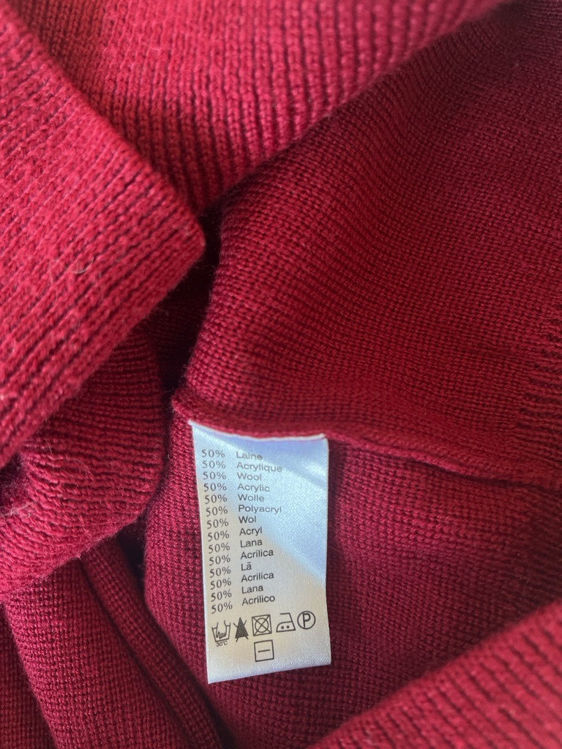 50% Laine
50% Acrylique
50% Wool
50% Acrylic
50% Wolle
50% Polyacryl
50% Wol
50% Acryl
50% Lana
50% Acrilica
50% Lã
50% Acrilica
50% Lana
50% Acrilico
30°C P